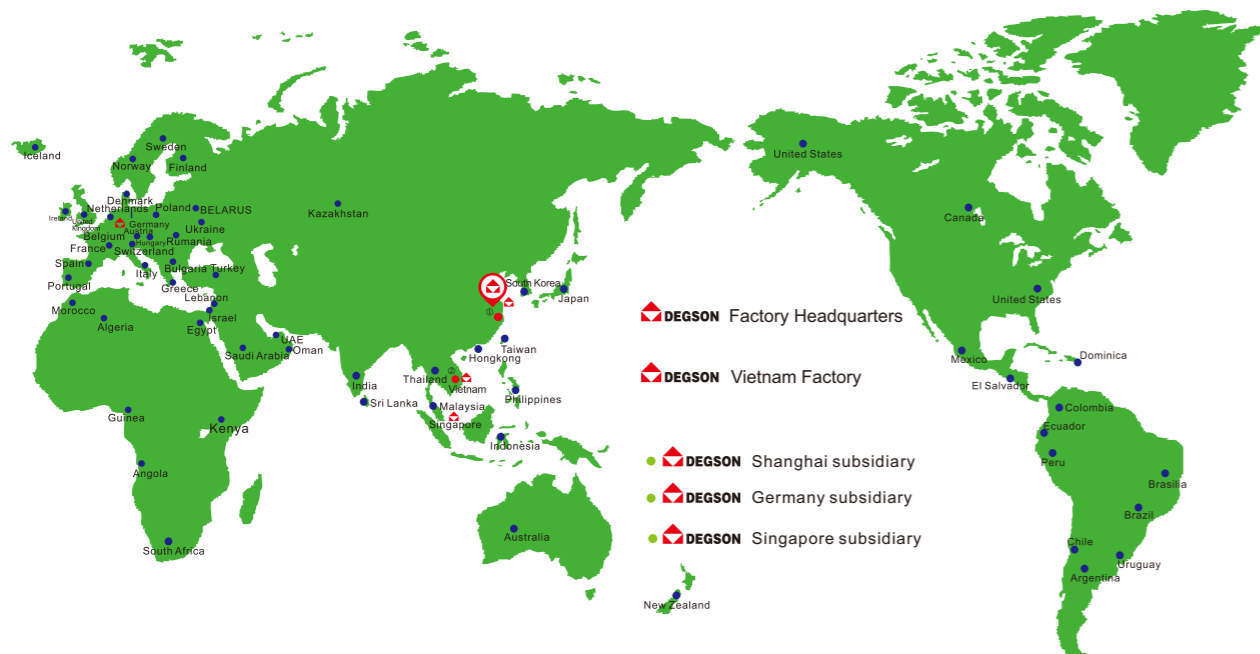 Iceland
Sweden
Norway
Finland
United States
Denmark
Netherlands
Poland
BELARUS
Kazakhstan
Canada
Ireland
United
Kingdom
Germany
Ukraine
Belgium
Austria
Hungary
Rumania
France
Switzerland
Spain
Italy
Bulgaria
Turkey
Portugal
Greece
South Korea
Japan
United States
Lebanon
Morocco
Israel
①
DEGSON Factory Headquarters
Algeria
Egypt
UAE
Oman
Saudi Arabia
Taiwan
Hongkong
Mexico
Dominica
Thailand
②
Vietnam
DEGSON Vietnam Factory
India
El Salvador
Sri Lanka
Malaysia
Philippines
Colombia
Guinea
Kenya
Singapore
Ecuador
Indonesia
Peru
DEGSON Shanghai subsidiary
Angola
Brasilia
DEGSON Germany subsidiary
Brazil
Australia
DEGSON Singapore subsidiary
South Africa
Chile
Uruguay
Argentina
New Zealand